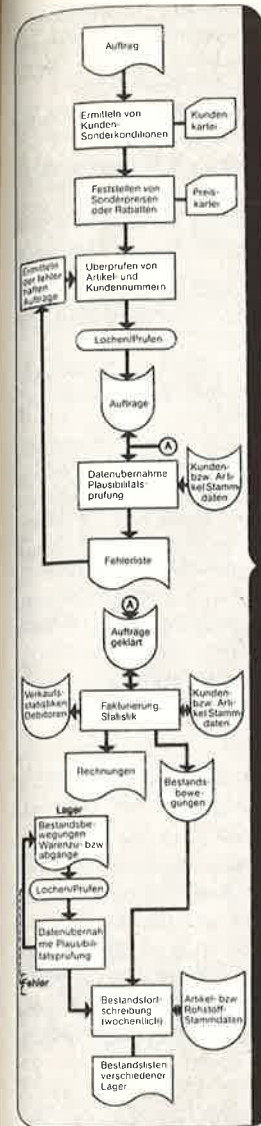 Auftrag
Ermitteln von
Kunden-
Sonderkonditionen
Kunden
kartei
Feststellen von
Sonderpreisen
oder Rabatten
Preis-
kartei
Ermitteln
der fehler
haften
Aufträge
Überprüfen von
Artikel- und
Kundennummern
Lochen/Prüfen
Aufträge
A
Datenübernahme
Plausibilitäts-
prüfung
Kunden-
bzw. Arti-
kel Stamm
daten
Fehlerliste
A
Aufträge
geklärt
Verkaufs-
statistiken
Debitoren
Fakturierung,
Statistik
Kunden-
bzw. Arti-
kel Stamm
daten
Rechnungen
Bestands-
bewe-
gungen
Lager
Bestandsbe-
wegungen
Warenzu- bzw
abgänge
Lochen/Prüfen
Datenübernah
me Plausibili
tätsprüfung
Fehler
Bestandsfort-
schreibung
(wöchentlich)
Artikel- bzw
Rohstoff-
Stammdaten
Bestandslisten
verschiedener
Lager